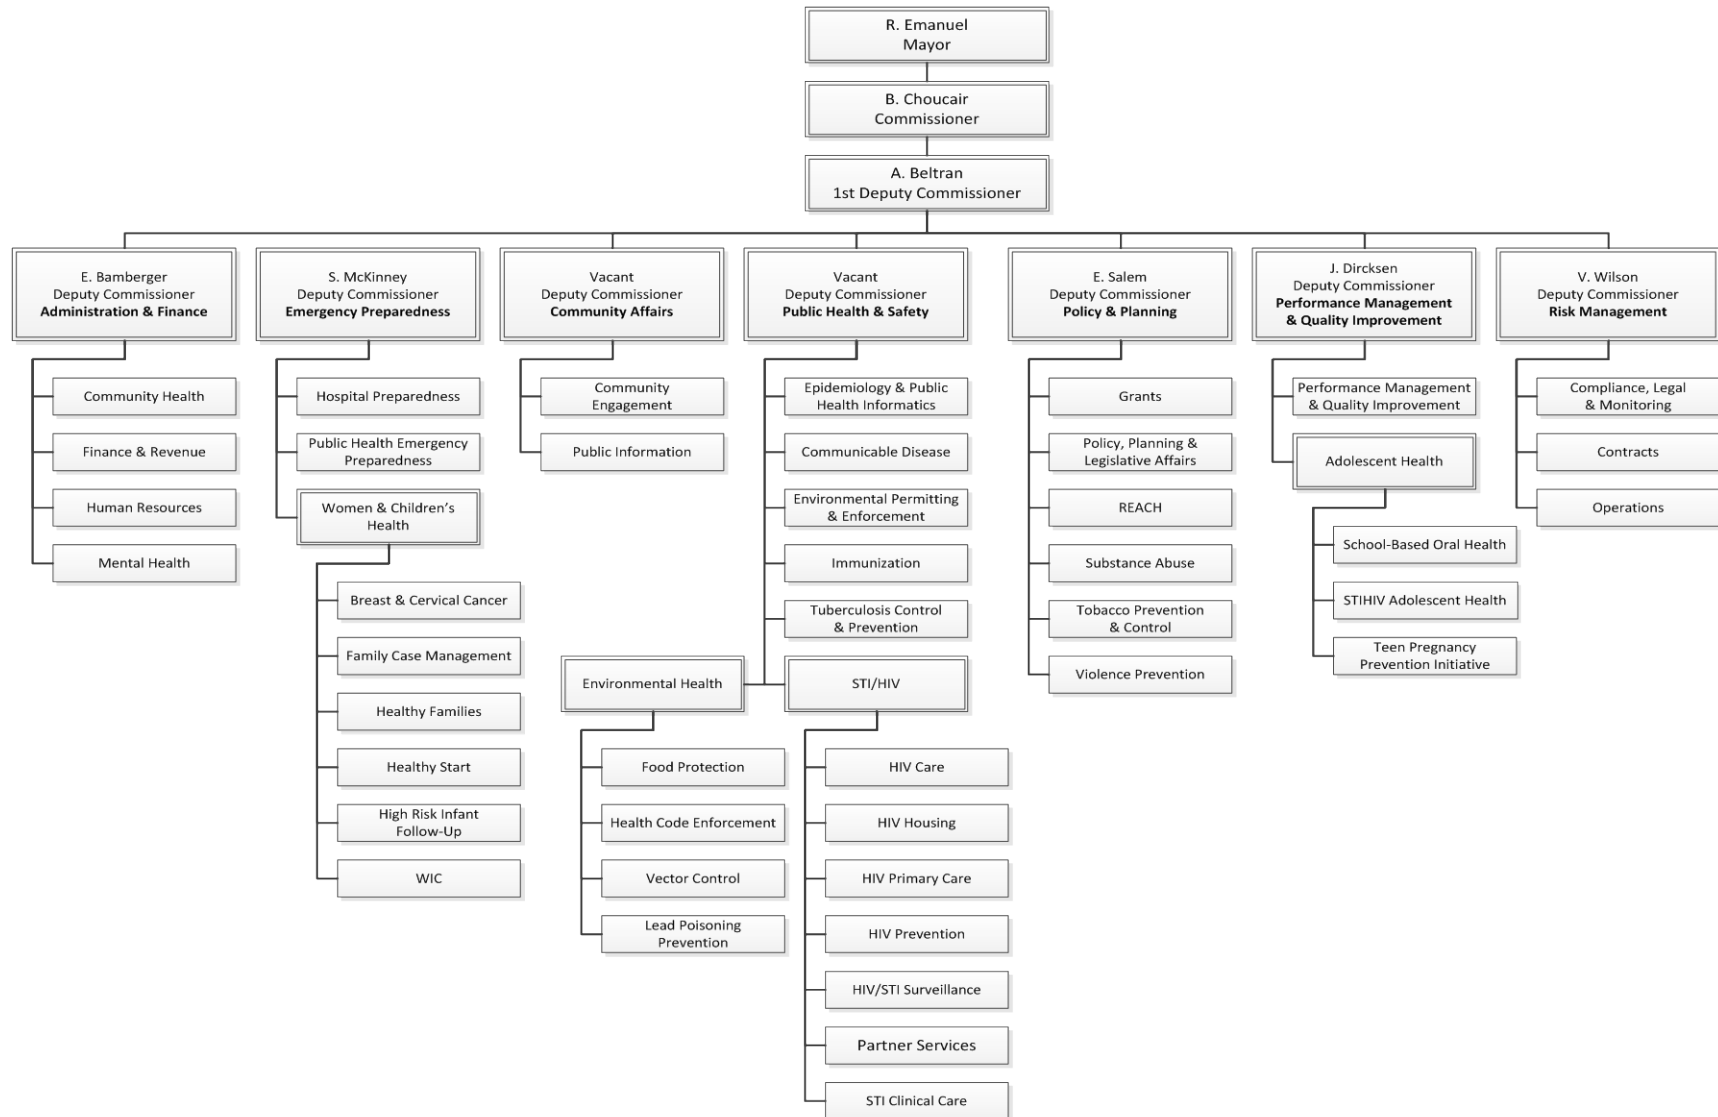 R. Emanuel
Mayor
B. Choucair
Commissioner
A. Beltran
1st Deputy Commissioner
E. Bamberger
Deputy Commissioner
Administration & Finance
Community Health
Finance & Revenue
Human Resources
Mental Health
S. McKinney
Deputy Commissioner
Emergency Preparedness
Hospital Preparedness
Public Health Emergency
Preparedness
Women & Children's
Health
Breast & Cervical Cancer
Family Case Management
Healthy Families
Healthy Start
High Risk Infant
Follow-Up
WIC
Vacant
Deputy Commissioner
Community Affairs
Community
Engagement
Public Information
Vacant
Deputy Commissioner
Public Health & Safety
Epidemiology & Public
Health Informatics
Communicable Disease
Environmental Permitting
& Enforcement
Immunization
Tuberculosis Control
& Prevention
Environmental Health
Food Protection
Health Code Enforcement
Vector Control
Lead Poisoning
Prevention
STI/HIV
HIV Care
HIV Housing
HIV Primary Care
HIV Prevention
HIV/STI Surveillance
Partner Services
STI Clinical Care
E. Salem
Deputy Commissioner
Policy & Planning
Grants
Policy, Planning &
Legislative Affairs
REACH
Substance Abuse
Tobacco Prevention
& Control
Violence Prevention
J. Dircksen
Deputy Commissioner
Performance Management
& Quality Improvement
Performance Management
& Quality Improvement
Adolescent Health
School-Based Oral Health
STIHIV Adolescent Health
Teen Pregnancy
Prevention Initiative
V. Wilson
Deputy Commissioner
Risk Management
Compliance, Legal
& Monitoring
Contracts
Operations